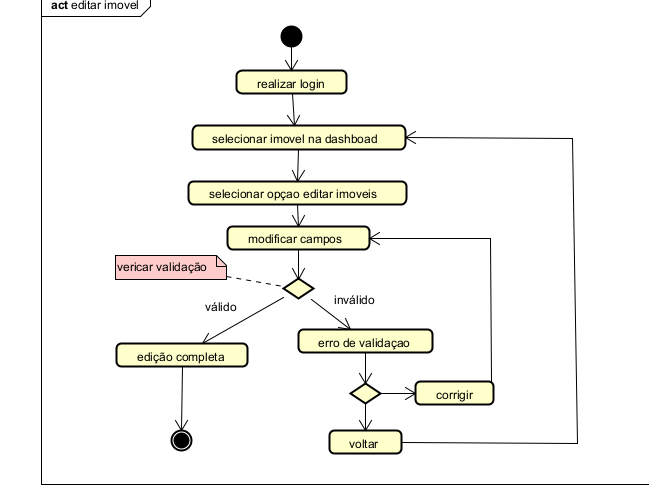 act editar imovel
realizar login
selecionar imovel na dashboad
selecionar opçao editar imoveis
modificar campos
vericar validação
válido
inválido
erro de validaçao
edição completa
corrigir
voltar